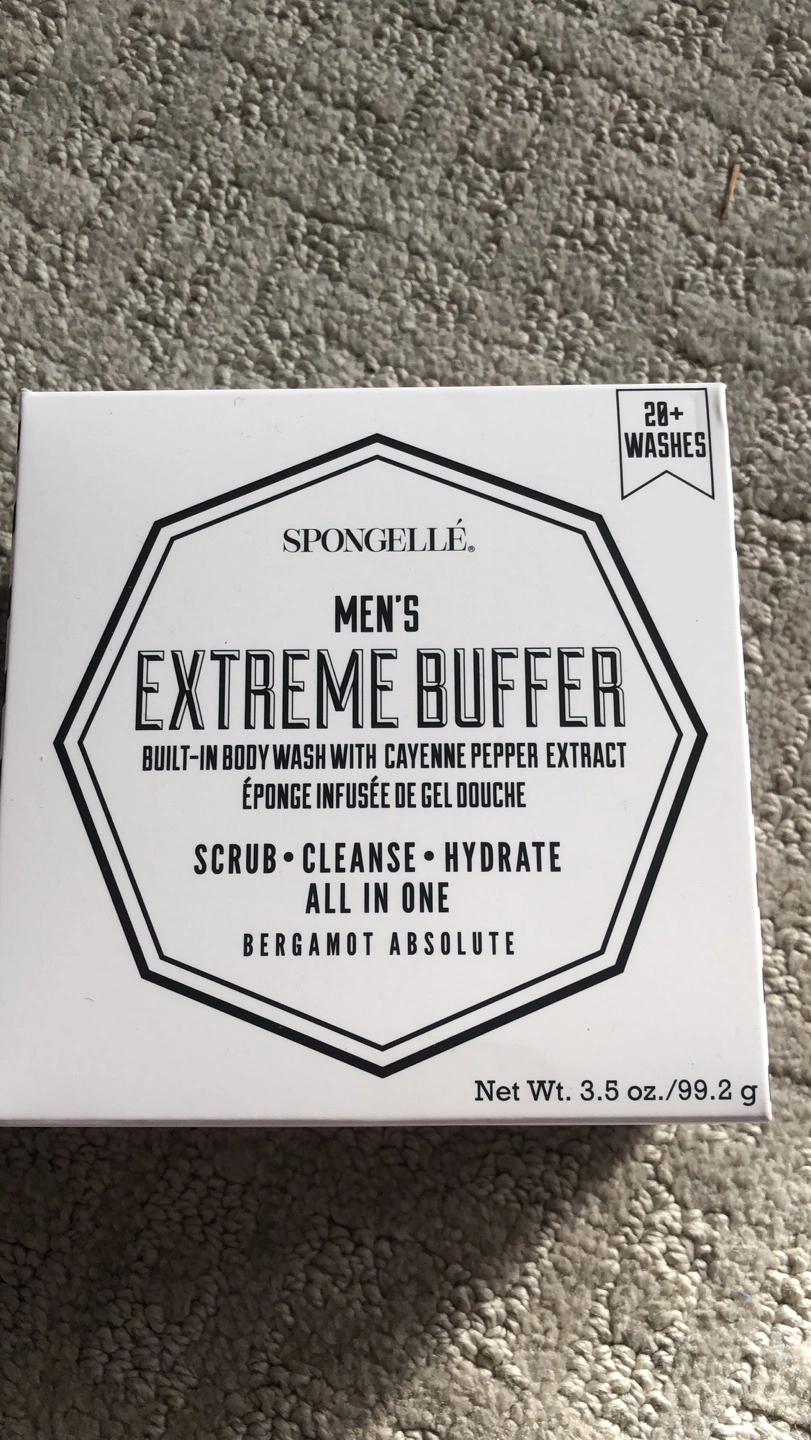 20+
WASHES
SPONGELLÉ®
MEN'S
EXTREME BUFFER
BUILT-IN BODY WASH WITH CAYENNE PEPPER EXTRACT
ÉPONGE INFUSÉE DE GEL DOUCHE
SCRUB • CLEANSE • HYDRATE
ALL IN ONE
BERGAMOT ABSOLUTE
Net Wt. 3.5 oz./99.2 g